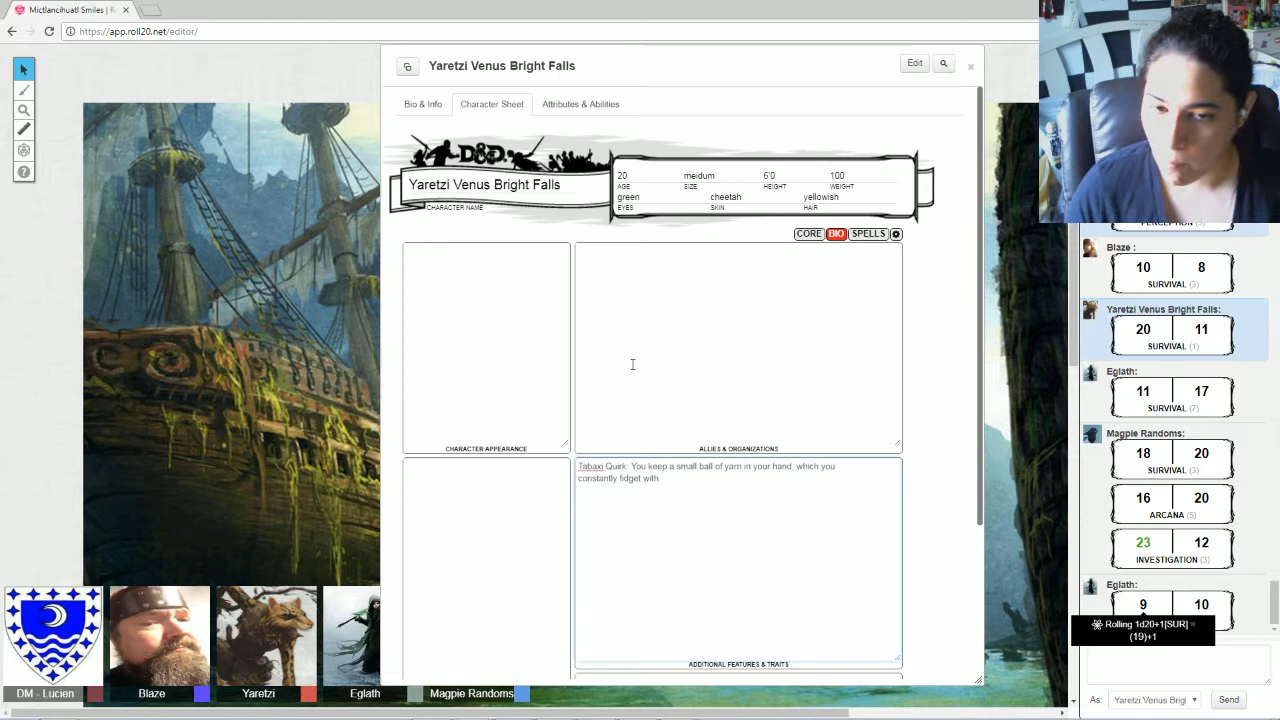 Mictlancihuatl Smiles | R
https://app.roll20.net/editor/
Yaretzi Venus Bright Falls
Edit
Bio & Info
Character Sheet
Attributes & Abilities
D&D
Yaretzi Venus Bright Falls
CHARACTER NAME
20
meidum
6'0
100
AGE
SIZE
HEIGHT
WEIGHT
green
cheetah
yellowish
EYES
SKIN
HAIR
CORE
BIO
SPELLS
CHARACTER APPEARANCE
ALLIES & ORGANIZATIONS
Tabaxi Quirk: You keep a small ball of yarn in your hand, which you
constantly fidget with.
ADDITIONAL FEATURES & TRAITS
DM - Lucien
Blaze
Yaretzi
Eglath
Magpie Randoms
PERCEPTION
Blaze :
10 8
SURVIVAL (3)
Yaretzi Venus Bright Falls:
20 11
SURVIVAL (1)
Eglath:
11 17
SURVIVAL (7)
Magpie Randoms:
18 20
SURVIVAL (3)
16 20
ARCANA (5)
23 12
INVESTIGATION (3)
Eglath:
9 10
Rolling 1d20+1[SUR] =
(19)+1
As:
Yaretzi Venus Brigl
Send